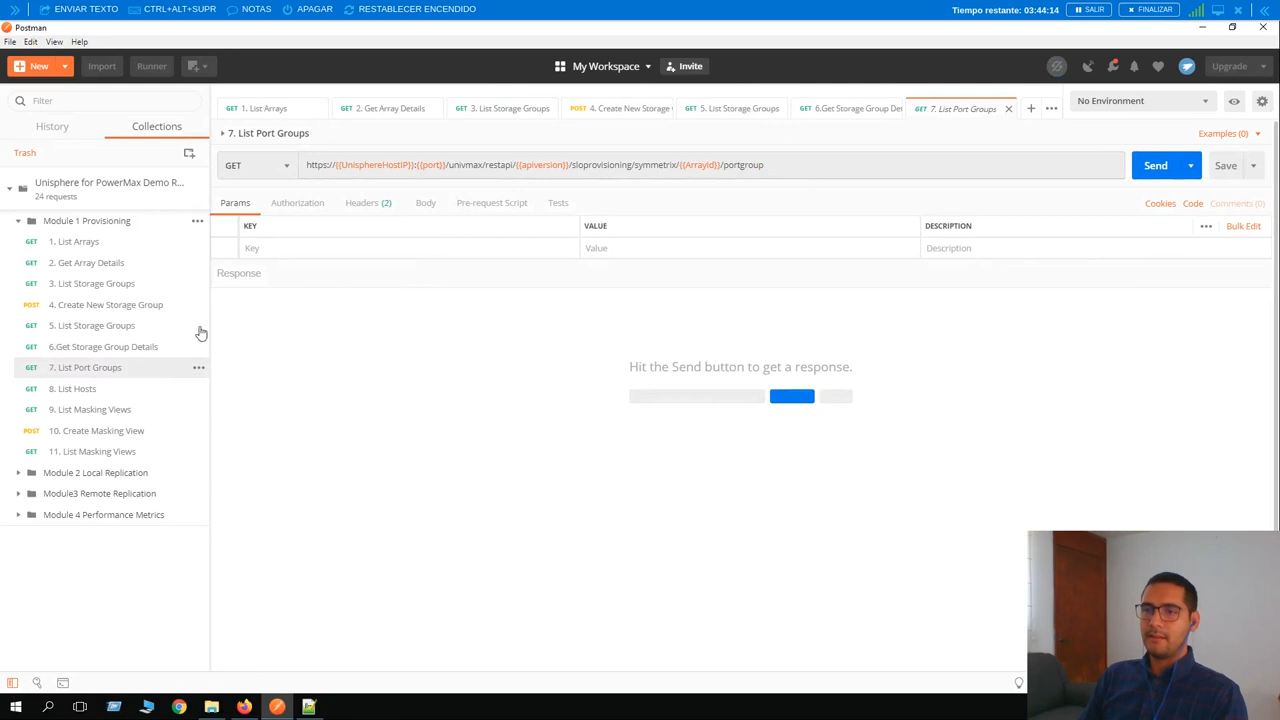 ENVIAR TEXTO CTRL+ALT+SUPR NOTAS APAGAR RESTABLECER ENCENDIDO Tiempo restante: 03:44:14 SALIR FINALIZAR
Postman
File Edit View Help
New Import Runner My Workspace Invite Upgrade
Filter
History Collections
Trash
Unisphere for PowerMax Demo R...
24 requests
Module 1 Provisioning
GET 1. List Arrays
GET 2. Get Array Details
GET 3. List Storage Groups
POST 4. Create New Storage Group
GET 5. List Storage Groups
GET 6.Get Storage Group Details
GET 7. List Port Groups
GET 8. List Hosts
GET 9. List Masking Views
POST 10. Create Masking View
GET 11. List Masking Views
Module 2 Local Replication
Module3 Remote Replication
Module 4 Performance Metrics
GET 1. List Arrays GET 2. Get Array Details GET 3. List Storage Groups POST 4. Create New Storage GET 5. List Storage Groups GET 6.Get Storage Group Det GET 7. List Port Groups No Environment
7. List Port Groups Examples (0)
GET https://{{UnisphereHostIP}}:{{port}}/univmax/restapi/{{apiversion}}/sloprovisioning/symmetrix/{{ArrayId}}/portgroup Send Save
Params Authorization Headers (2) Body Pre-request Script Tests Cookies Code Comments (0)
KEY VALUE DESCRIPTION Bulk Edit
Key Value Description
Response
Hit the Send button to get a response.